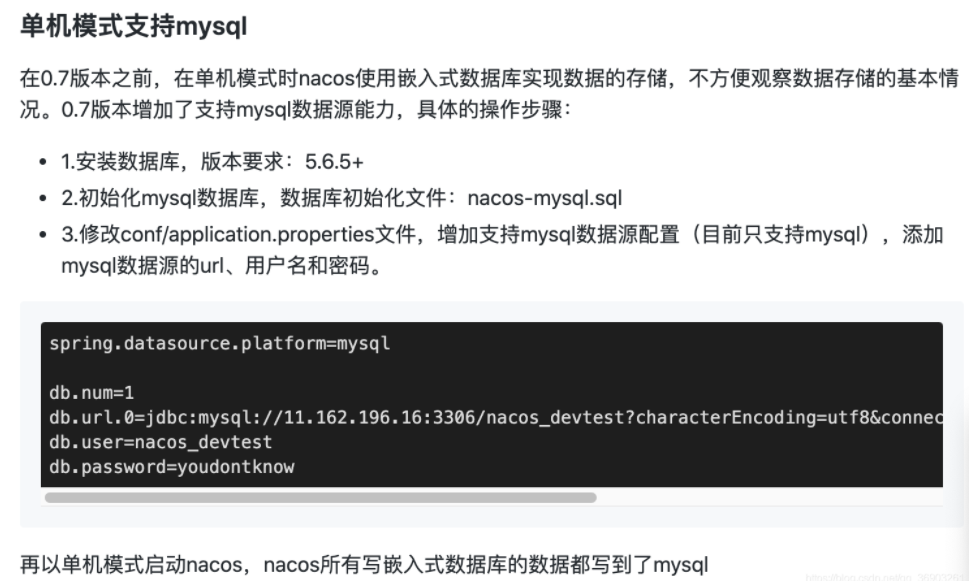 单机模式支持mysql
在0.7版本之前，在单机模式时nacos使用嵌入式数据库实现数据的存储，不方便观察数据存储的基本情
况。0.7版本增加了支持mysql数据源能力，具体的操作步骤：
• 1.安装数据库，版本要求：5.6.5+
• 2.初始化mysql数据库，数据库初始化文件：nacos-mysql.sql
• 3.修改conf/application.properties文件，增加支持mysql数据源配置（目前只支持mysql），添加
mysql数据源的url、用户名和密码。
spring.datasource.platform=mysql
db.num=1
db.url.0=jdbc:mysql://11.162.196.16:3306/nacos_devtest?characterEncoding=utf8&connec
db.user=nacos_devtest
db.password=youdontknow
再以单机模式启动nacos，nacos所有写嵌入式数据库的数据都写到了mysql